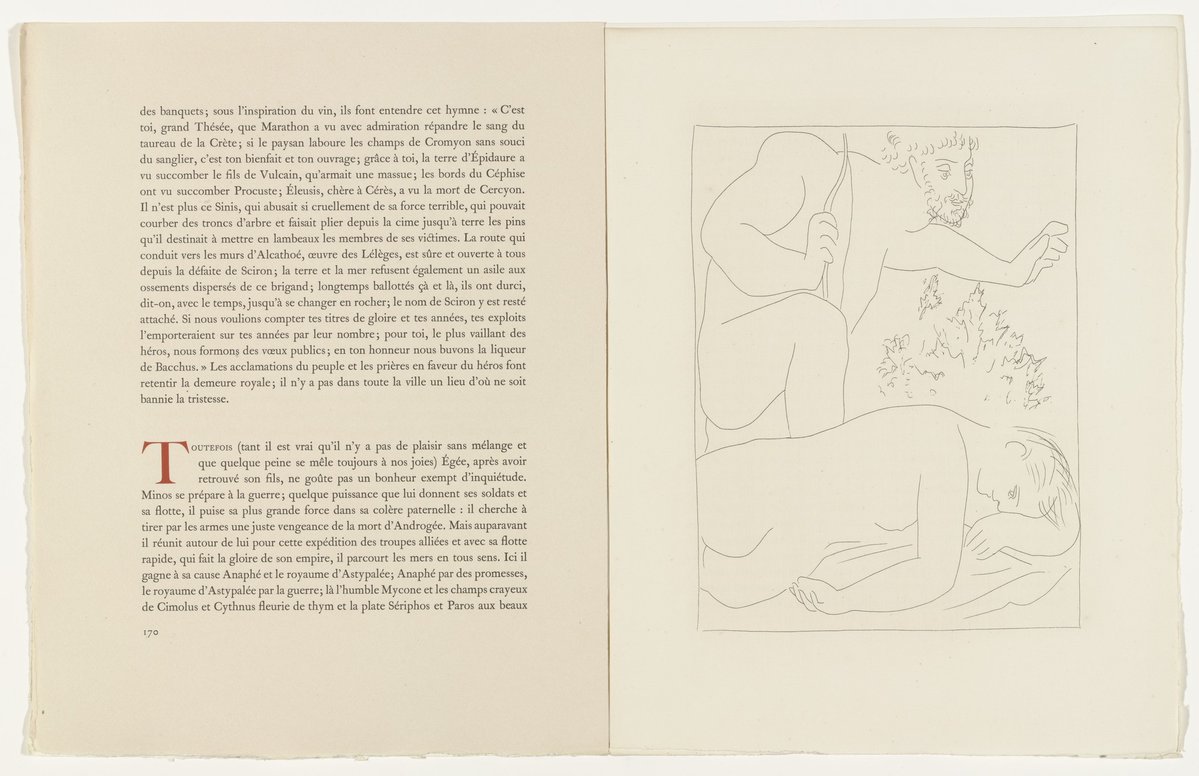 des banquets; sous l'inspiration du vin, ils font entendre cet hymne : « C'est
toi, grand Thésée, que Marathon a vu avec admiration répandre le sang du
taureau de la Crète; si le paysan laboure les champs de Cromyon sans souci
du sanglier, c'est ton bienfait et ton ouvrage; grâce à toi, la terre d'Épidaure a
vu succomber le fils de Vulcain, qu'armait une massue; les bords du Céphise
ont vu succomber Procuste; Éleusis, chère à Cérès, a vu la mort de Cercyon.
Il n'est plus ce Sinis, qui abusait si cruellement de sa force terrible, qui pouvait
courber des troncs d'arbre et faisait plier depuis la cime jusqu'à terre les pins
qu'il destinait à mettre en lambeaux les membres de ses victimes. La route qui
conduit vers les murs d'Alcathoé, œuvre des Lélèges, est sûre et ouverte à tous
depuis la défaite de Sciron; la terre et la mer refusent également un asile aux
ossements dispersés de ce brigand; longtemps ballottés çà et là, ils ont durci,
dit-on, avec le temps, jusqu'à se changer en rocher; le nom de Sciron y est resté
attaché. Si nous voulions compter tes titres de gloire et tes années, tes exploits
l'emporteraient sur tes années par leur nombre; pour toi, le plus vaillant des
héros, nous formons des vœux publics; en ton honneur nous buvons la liqueur
de Bacchus. » Les acclamations du peuple et les prières en faveur du héros font
retentir la demeure royale; il n'y a pas dans toute la ville un lieu d'où ne soit
bannie la tristesse.
TOUTEFOIS (tant il est vrai qu'il n'y a pas de plaisir sans mélange et
que quelque peine se mêle toujours à nos joies) Égée, après avoir
retrouvé son fils, ne goûte pas un bonheur exempt d'inquiétude.
Minos se prépare à la guerre; quelque puissance que lui donnent ses soldats et
sa flotte, il puise sa plus grande force dans sa colère paternelle : il cherche à
tirer par les armes une juste vengeance de la mort d'Androgée. Mais auparavant
il réunit autour de lui pour cette expédition des troupes alliées et avec sa flotte
rapide, qui fait la gloire de son empire, il parcourt les mers en tous sens. Ici il
gagne à sa cause Anaphé et le royaume d'Astypalée; Anaphé par des promesses,
le royaume d'Astypalée par la guerre; là l'humble Mycone et les champs crayeux
de Cimolus et Cythnus fleurie de thym et la plate Sériphos et Paros aux beaux
170